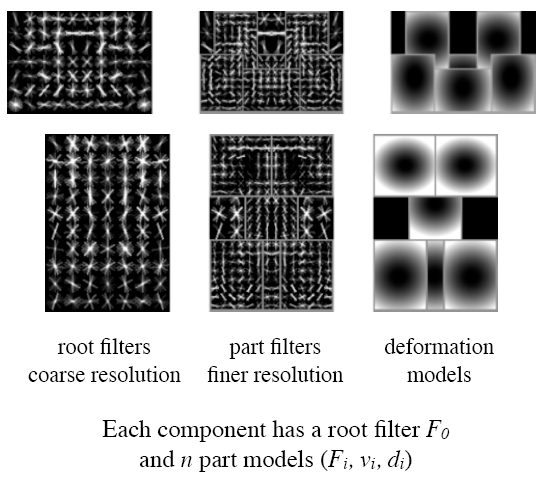 root filters
coarse resolution
part filters
finer resolution
deformation
models
Each component has a root filter F0
and n part models (Fi, vi, di)